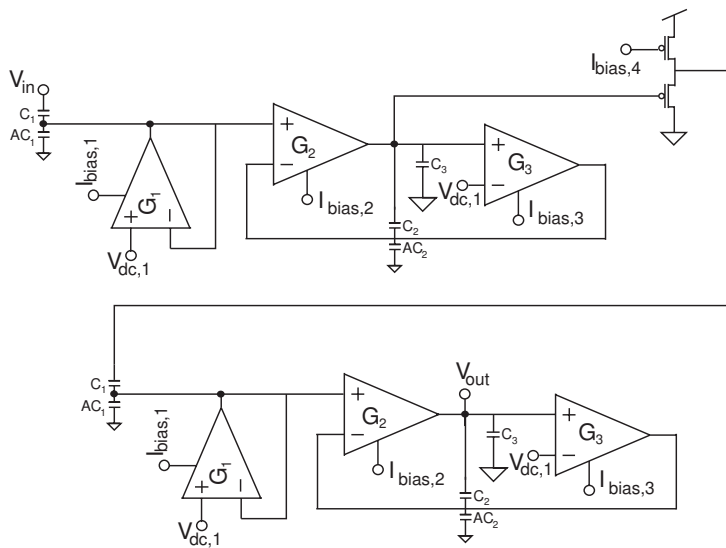 I_bias,4
V_in
C_1
AC_1
I_bias,1
G_1
+
−
V_dc,1
+
−
G_2
I_bias,2
C_3
C_2
AC_2
+
−
G_3
V_dc,1
I_bias,3
C_1
AC_1
I_bias,1
G_1
+
−
V_dc,1
+
−
G_2
I_bias,2
V_out
C_3
C_2
AC_2
+
−
G_3
V_dc,1
I_bias,3